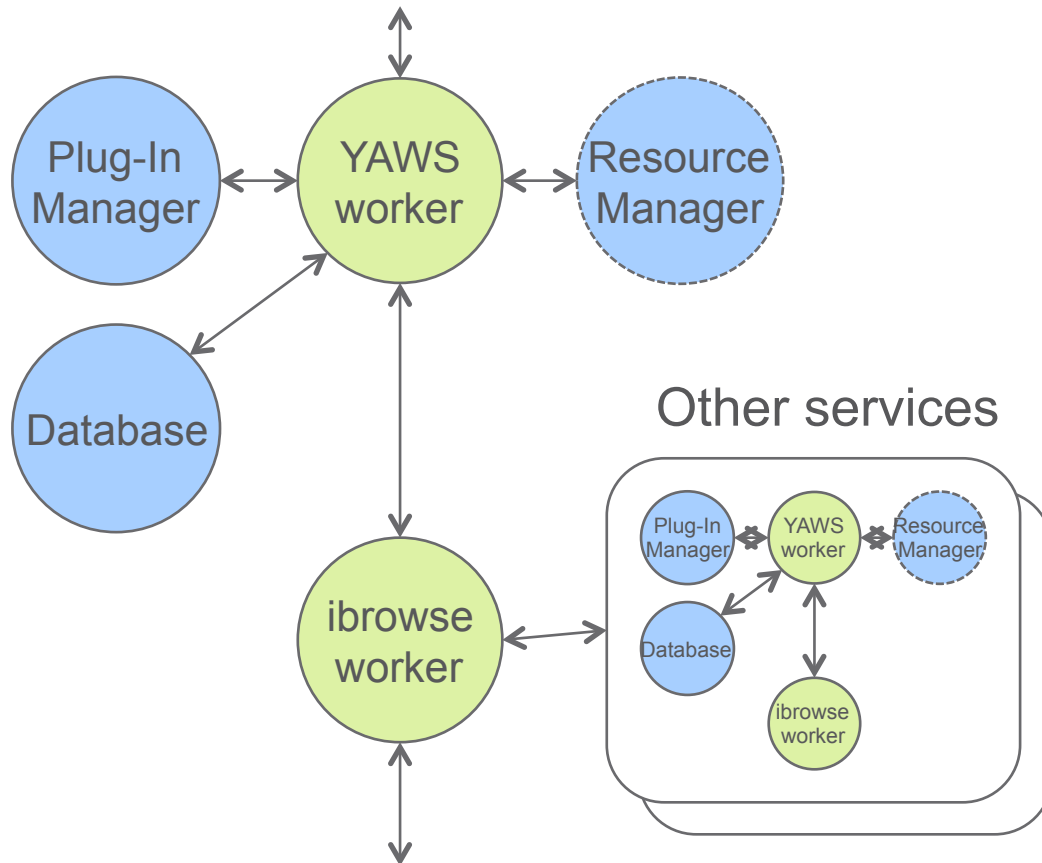 Plug-In
Manager
YAWS
worker
Resource
Manager
Database
ibrowse
worker
Other services
Plug-In
Manager
YAWS
worker
Resource
Manager
Database
ibrowse
worker